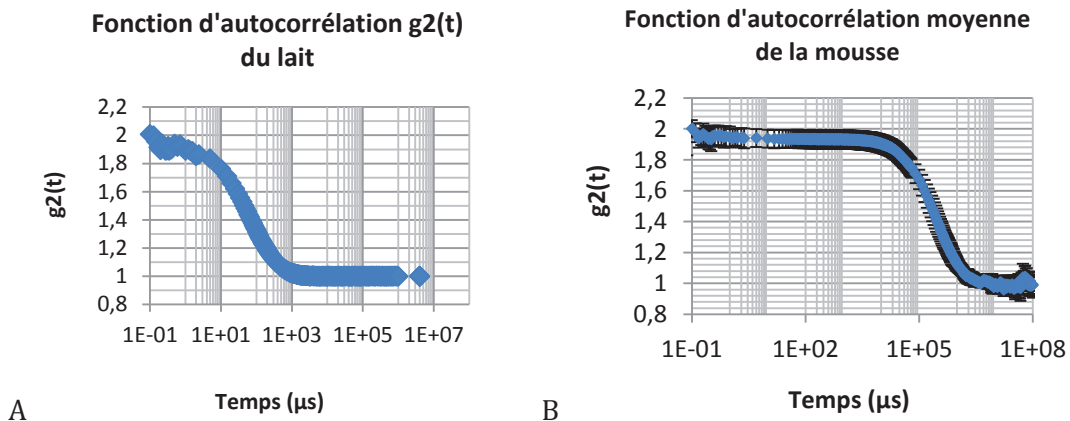 Fonction d'autocorrélation g2(t)
du lait
2,2
2
1,8
1,6
1,4
1,2
1
0,8
g2(t)
1E-01 1E+01 1E+03 1E+05 1E+07
Temps (µs)
A
Fonction d'autocorrélation moyenne
de la mousse
2,2
2
1,8
1,6
1,4
1,2
1
0,8
g2(t)
1E-01 1E+02 1E+05 1E+08
Temps (µs)
B